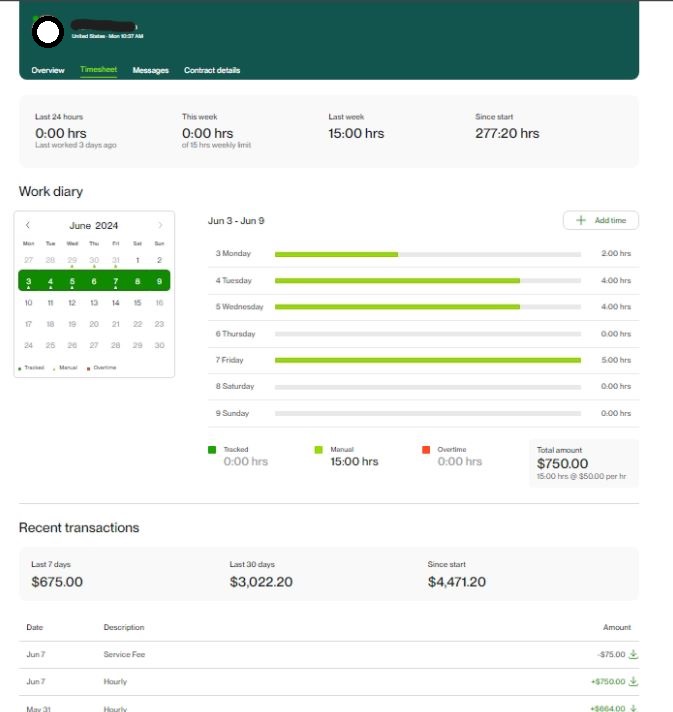 United States - Mon 10:37 AM
Overview Timesheet Messages Contract details
Last 24 hours This week Last week Since start
0:00 hrs 0:00 hrs 15:00 hrs 277:20 hrs
Last worked 3 days ago of 15 hrs weekly limit
Work diary
June 2024
Mon Tue Wed Thu Fri Sat Sun
27 28 29 30 31 1 2
3 4 5 6 7 8 9
10 11 12 13 14 15 16
17 18 19 20 21 22 23
24 25 26 27 28 29 30
Tracked Manual Overtime
Jun 3 - Jun 9 Add time
3 Monday 2:00 hrs
4 Tuesday 4:00 hrs
5 Wednesday 4:00 hrs
6 Thursday 0:00 hrs
7 Friday 5:00 hrs
8 Saturday 0:00 hrs
9 Sunday 0:00 hrs
Tracked Manual Overtime
0:00 hrs 15:00 hrs 0:00 hrs
Total amount
$750.00
15:00 hrs @ $50.00 per hr
Recent transactions
Last 7 days Last 30 days Since start
$675.00 $3,022.20 $4,471.20
Date Description Amount
Jun 7 Service Fee -$75.00
Jun 7 Hourly +$750.00
May 31 Hourly +$664.00